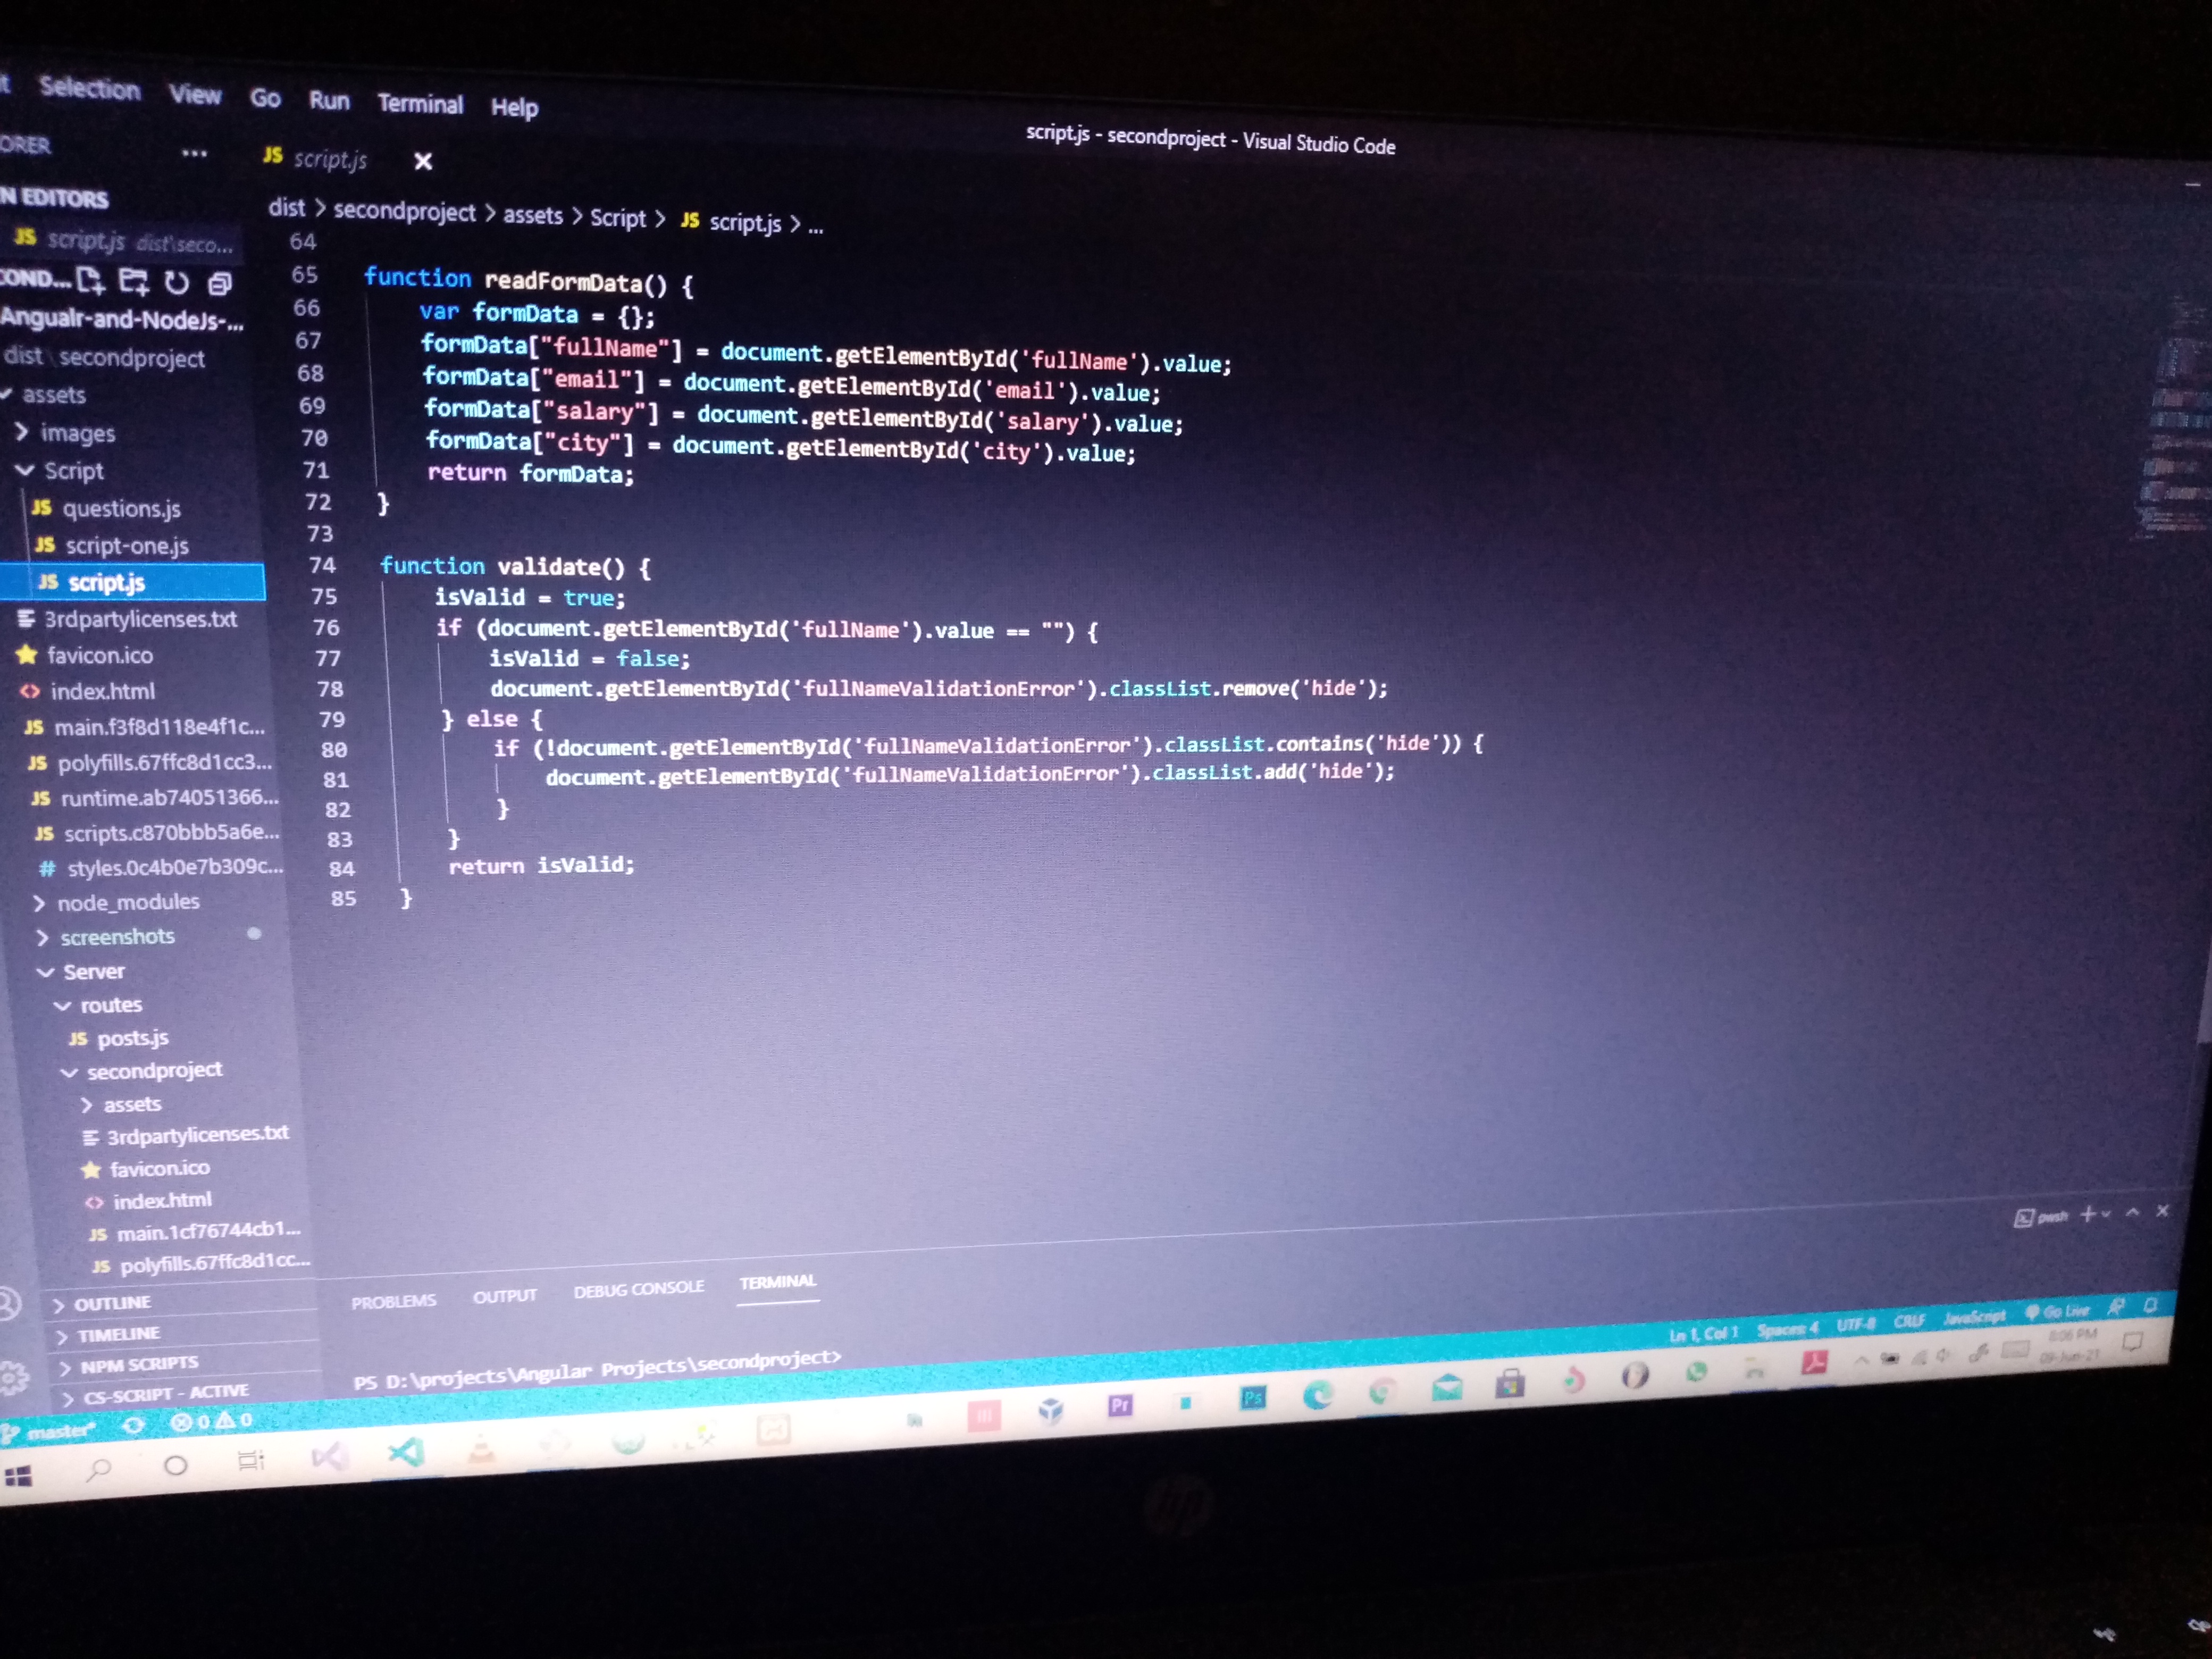 Selection View Go Run Terminal Help
script.js - secondproject - Visual Studio Code
ORER ...
JS script.js ×
N EDITORS
JS script.js dist\seco...
COND...
Angualr-and-NodeJs-...
dist \ secondproject
assets
images
Script
JS questions.js
JS script-one.js
JS script.js
3rdpartylicenses.txt
favicon.ico
<> index.html
JS main.f3f8d118e4f1c...
JS polyfills.67ffc8d1cc3...
JS runtime.ab74051366...
JS scripts.c870bbb5a6e...
# styles.0c4b0e7b309c...
node_modules
screenshots
Server
routes
JS posts.js
secondproject
assets
3rdpartylicenses.txt
favicon.ico
<> index.html
JS main.1cf76744cb1...
JS polyfills.67ffc8d1cc...
OUTLINE
TIMELINE
NPM SCRIPTS
CS-SCRIPT - ACTIVE
dist > secondproject > assets > Script > JS script.js > ...
64
65 function readFormData() {
66 var formData = {};
67 formData["fullName"] = document.getElementById('fullName').value;
68 formData["email"] = document.getElementById('email').value;
69 formData["salary"] = document.getElementById('salary').value;
70 formData["city"] = document.getElementById('city').value;
71 return formData;
72 }
73
74 function validate() {
75 isValid = true;
76 if (document.getElementById('fullName').value == "") {
77 isValid = false;
78 document.getElementById('fullNameValidationError').classList.remove('hide');
79 } else {
80 if (!document.getElementById('fullNameValidationError').classList.contains('hide')) {
81 document.getElementById('fullNameValidationError').classList.add('hide');
82 }
83 }
84 return isValid;
85 }
PROBLEMS OUTPUT DEBUG CONSOLE TERMINAL
pwsh
PS D:\projects\Angular Projects\secondproject>
master* 0 0
Ln 1, Col 1 Spaces: 4 UTF-8 CRLF JavaScript Go Live
Pr Ps
8:06 PM
09-Jun-21
hp